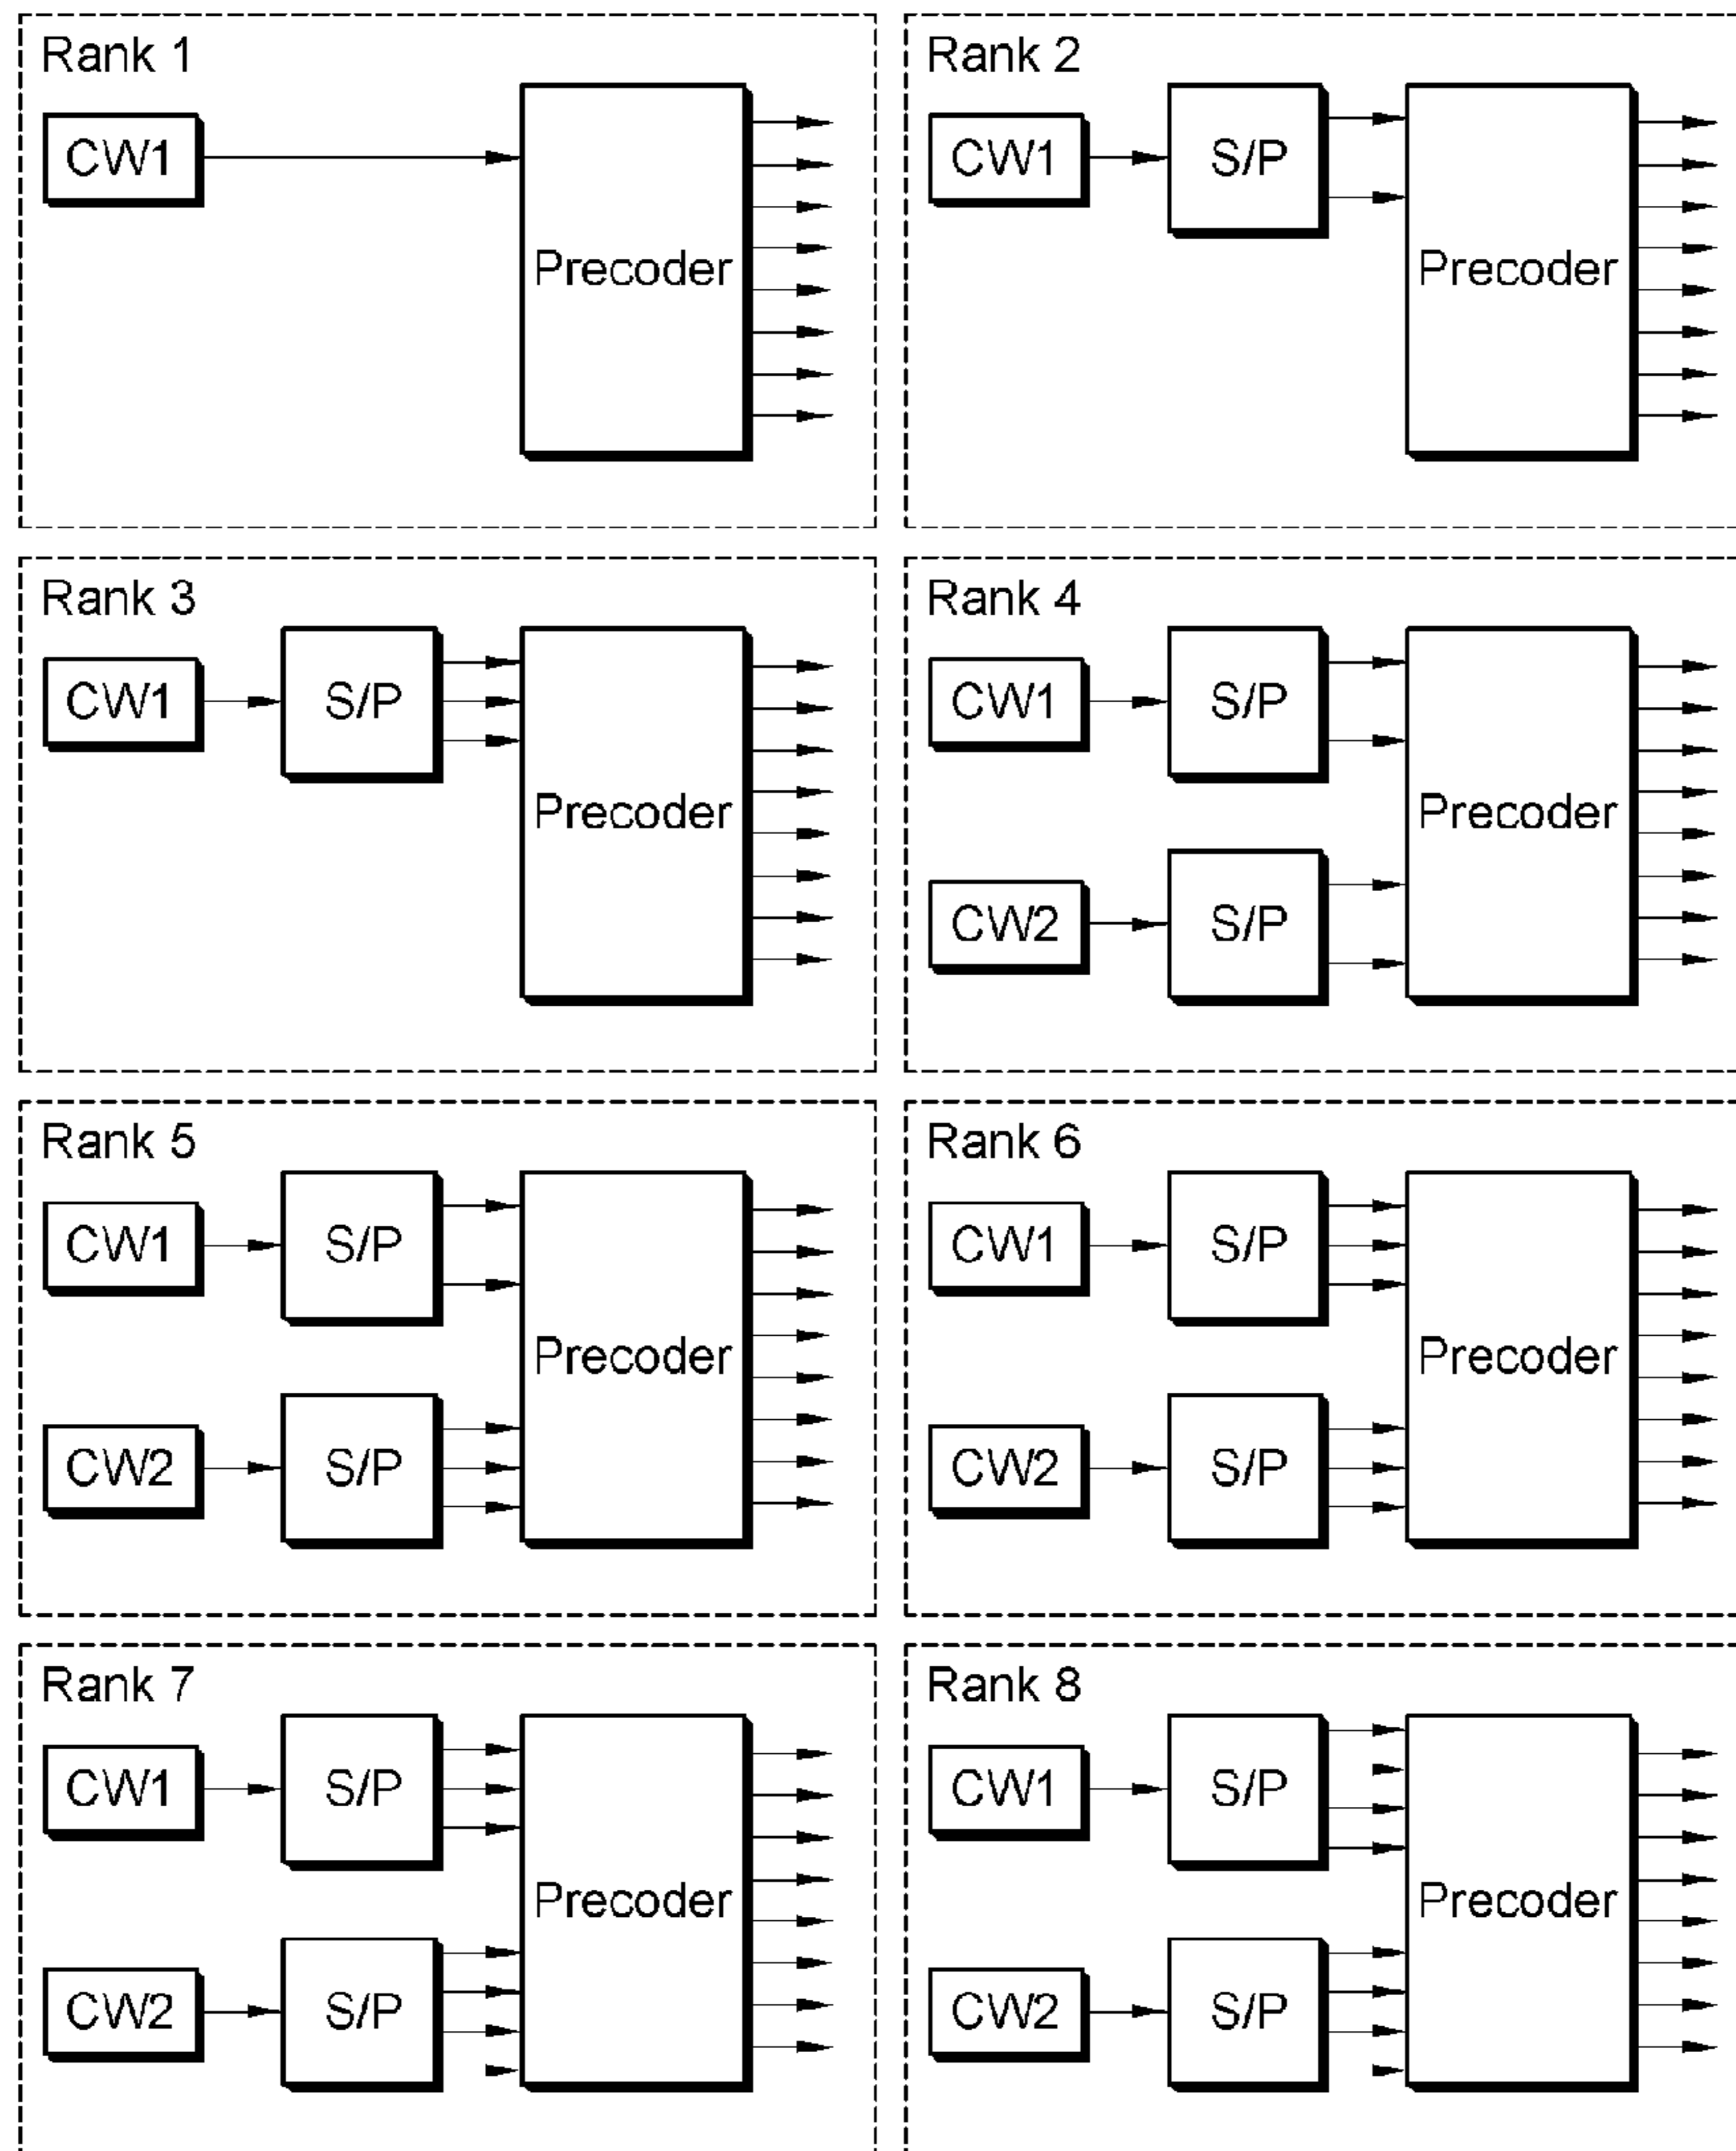 Rank 1
CW1
Precoder
Rank 2
CW1
S/P
Precoder
Rank 3
CW1
S/P
Precoder
Rank 4
CW1
S/P
Precoder
CW2
S/P
Rank 5
CW1
S/P
Precoder
CW2
S/P
Rank 6
CW1
S/P
Precoder
CW2
S/P
Rank 7
CW1
S/P
Precoder
CW2
S/P
Rank 8
CW1
S/P
Precoder
CW2
S/P